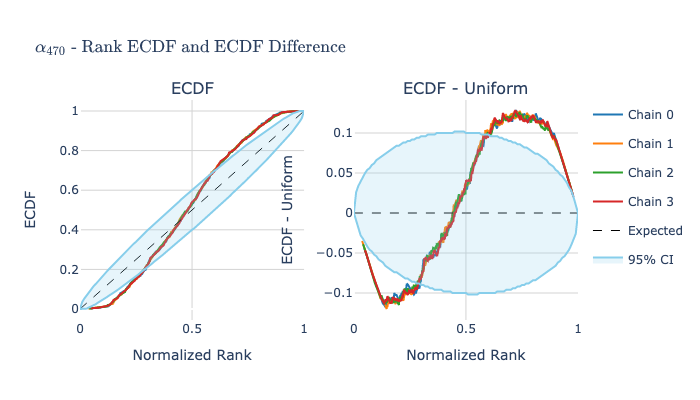 α470 - Rank ECDF and ECDF Difference
ECDF
ECDF - Uniform
Chain 0
Chain 1
Chain 2
Chain 3
Expected
95% CI
ECDF
1
0.8
0.6
0.4
0.2
0
0
0.5
1
Normalized Rank
ECDF - Uniform
0.1
0.05
0
−0.05
−0.1
0
0.5
1
Normalized Rank